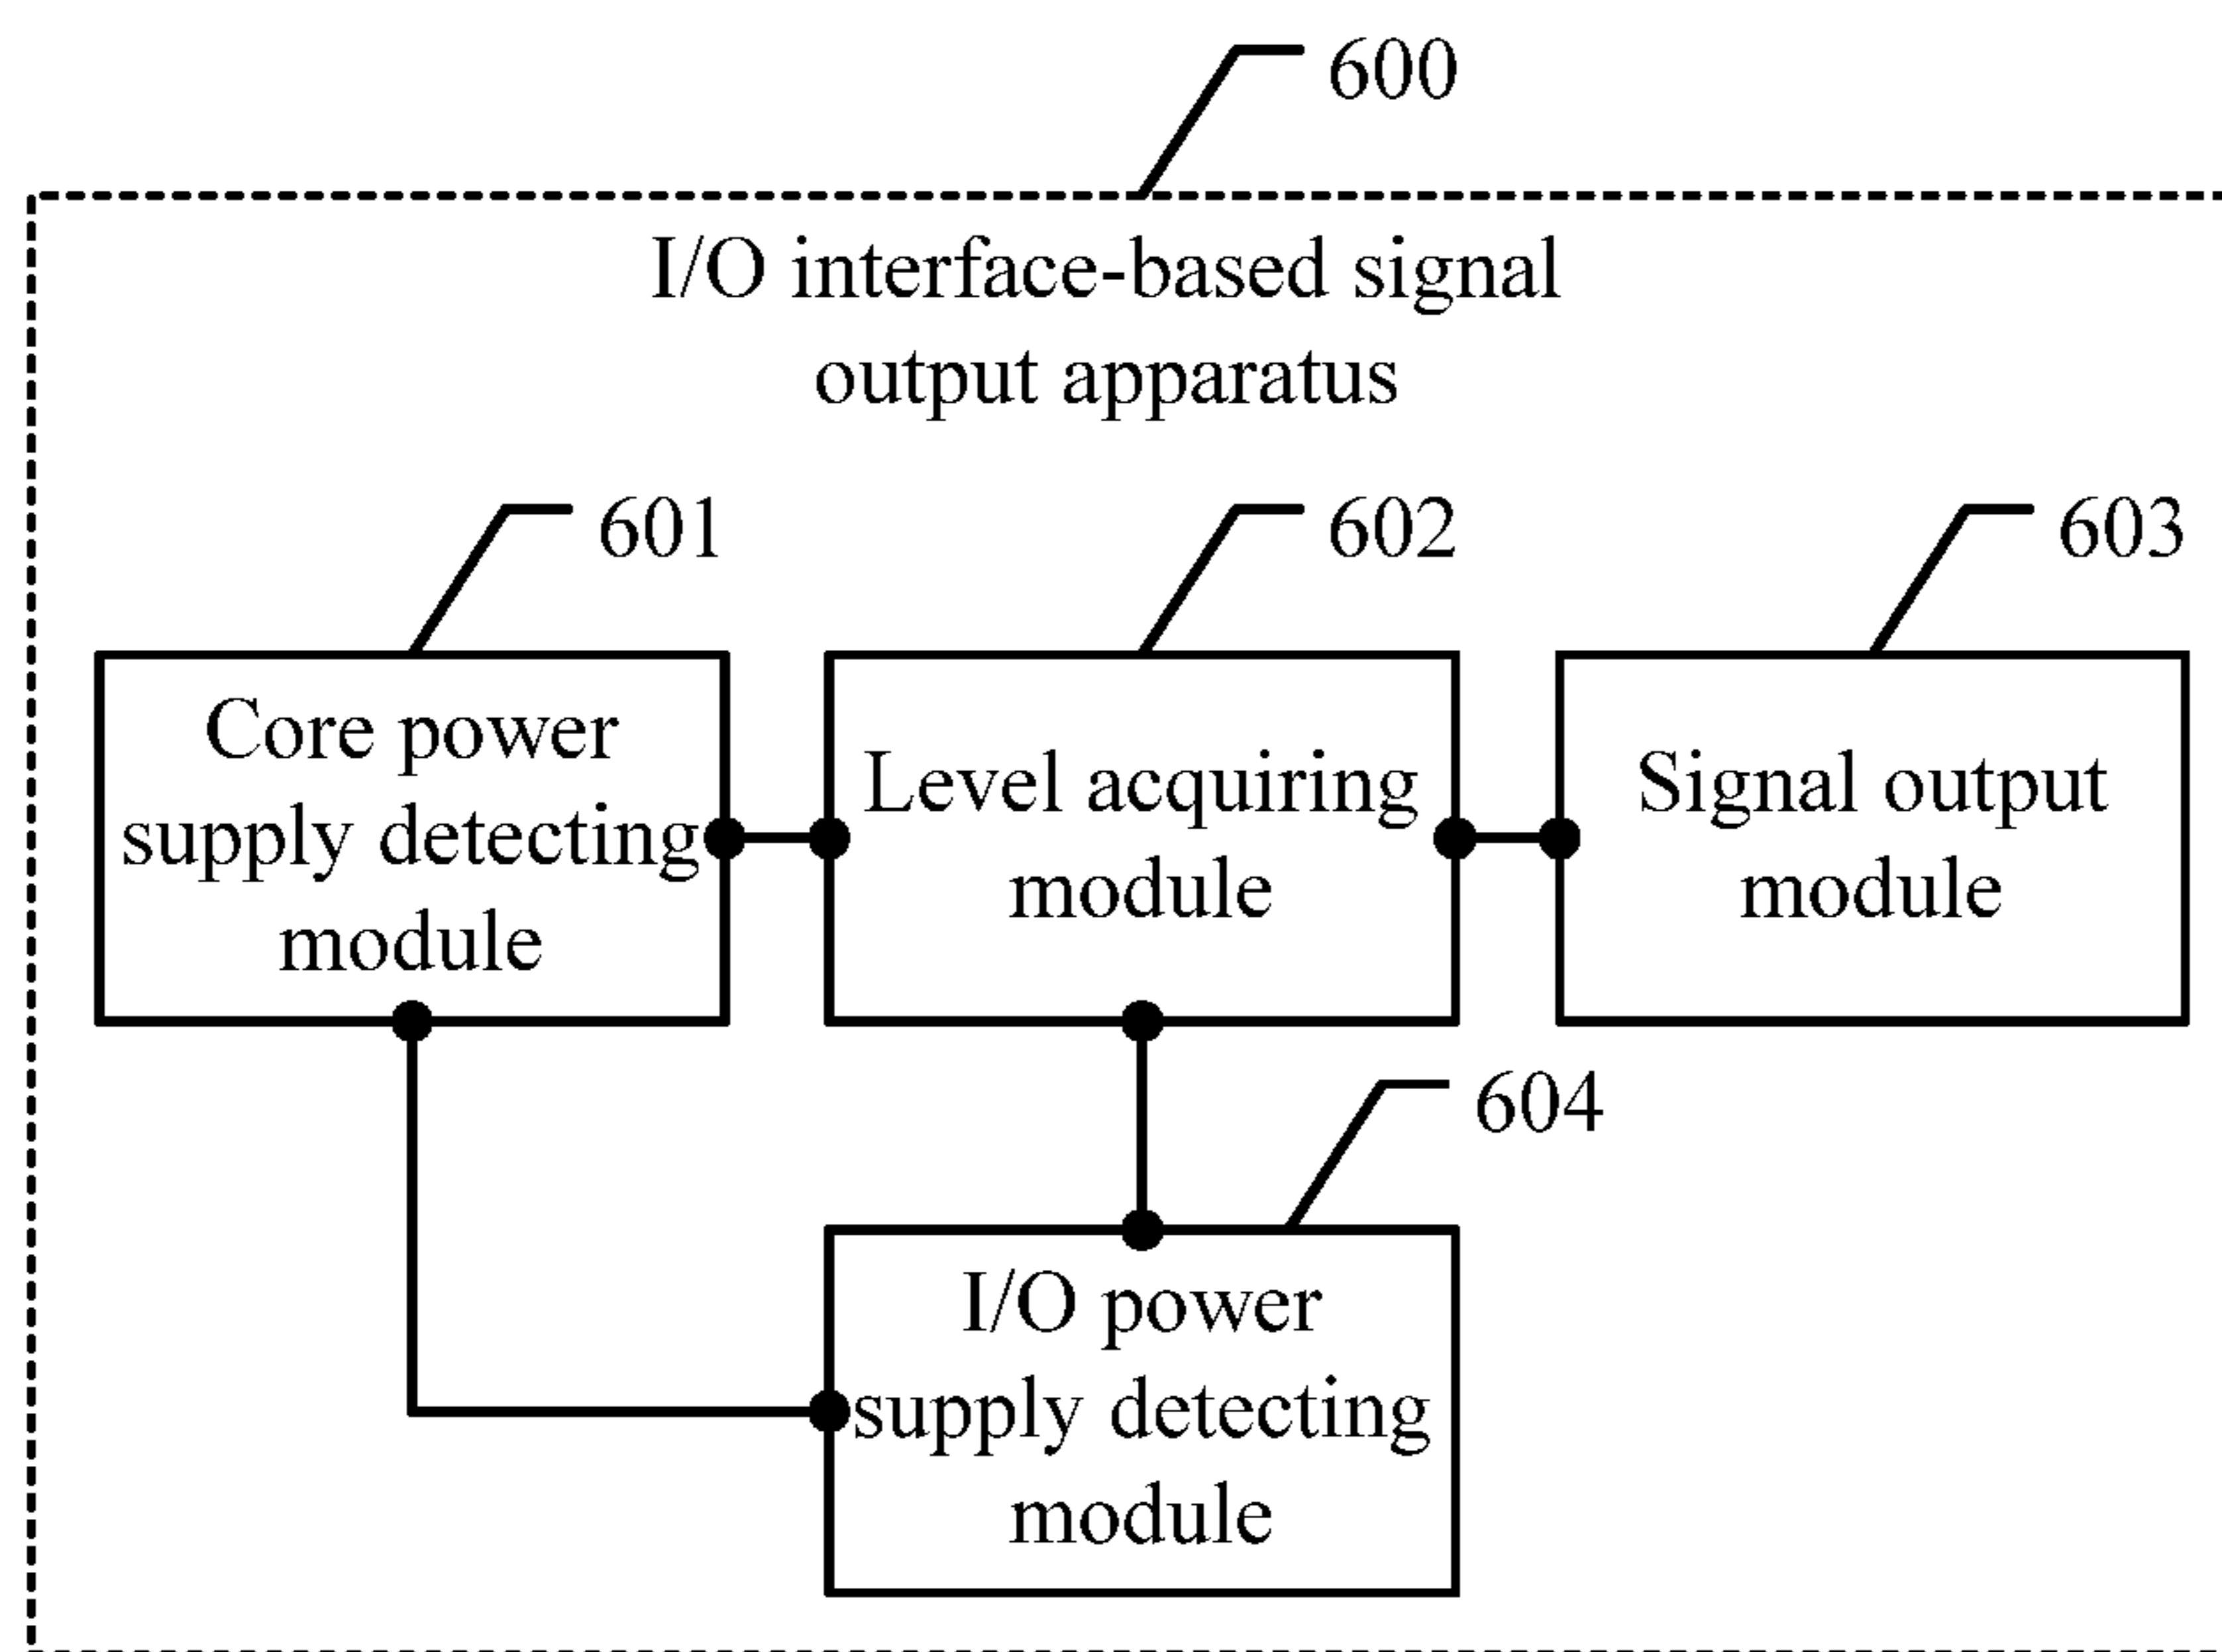 600
I/O interface-based signal
output apparatus
601
602
603
Core power
supply detecting
module
Level acquiring
module
Signal output
module
604
I/O power
supply detecting
module